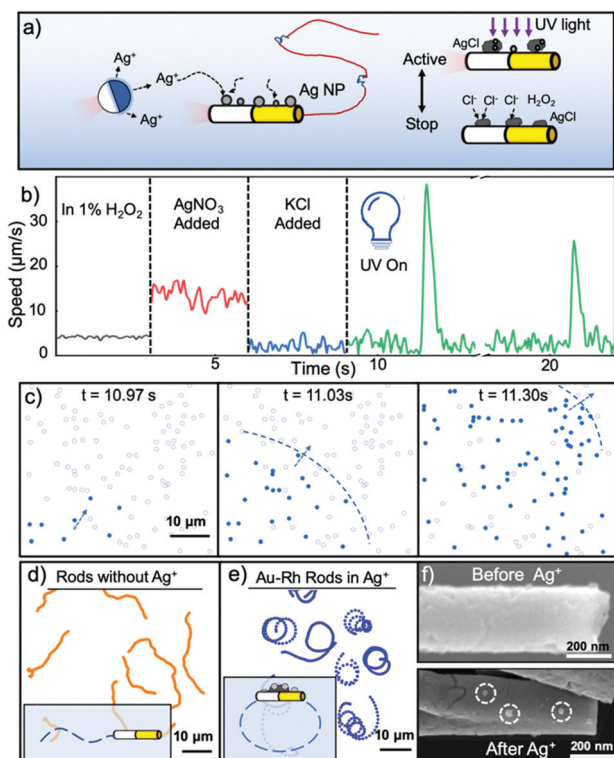 a)
Ag⁺
Ag⁺
Ag⁺
Ag⁺
Ag NP
UV light
AgCl
Active
Stop
Cl⁻ Cl⁻ Cl⁻ H₂O₂
AgCl
b)
In 1% H₂O₂
AgNO₃
Added
KCl
Added
UV On
Speed (µm/s)
30
20
10
0
5
10
20
Time (s)
c)
t = 10.97 s
t = 11.03s
t = 11.30s
10 µm
d)
Rods without Ag⁺
10 µm
e)
Au-Rh Rods in Ag⁺
10 µm
f)
Before Ag⁺
200 nm
After Ag⁺
200 nm